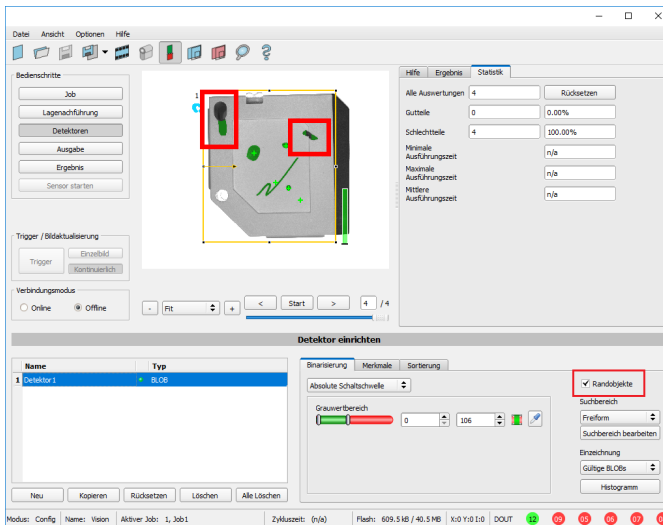 Datei Ansicht Optionen Hilfe
Bedienschritte
Job
Lagenachführung
Detektoren
Ausgabe
Ergebnis
Sensor starten
Trigger / Bildaktualisierung
Trigger
Einzelbild
Kontinuierlich
Verbindungsmodus
Online Offline
1
- Fit + < Start > 4 / 4
Hilfe Ergebnis Statistik
Alle Auswertungen 4 Rücksetzen
Gutteile 0 0.00%
Schlechtteile 4 100.00%
Minimale
Ausführungszeit n/a
Maximale
Ausführungszeit n/a
Mittlere
Ausführungszeit n/a
Detektor einrichten
Name Typ
1 Detektor1 BLOB
Neu Kopieren Rücksetzen Löschen Alle Löschen
Binarisierung Merkmale Sortierung
Absolute Schaltschwelle
Grauwertbereich
0 106
Randobjekte
Suchbereich
Freiform
Suchbereich bearbeiten
Einzeichnung
Gültige BLOBs
Histogramm
Modus: Config Name: Vision Aktiver Job: 1, Job1 Zykluszeit: (n/a) Flash: 609.5 kB / 40.5 MB X:0 Y:0 I:0 DOUT 12 09 05 06 07